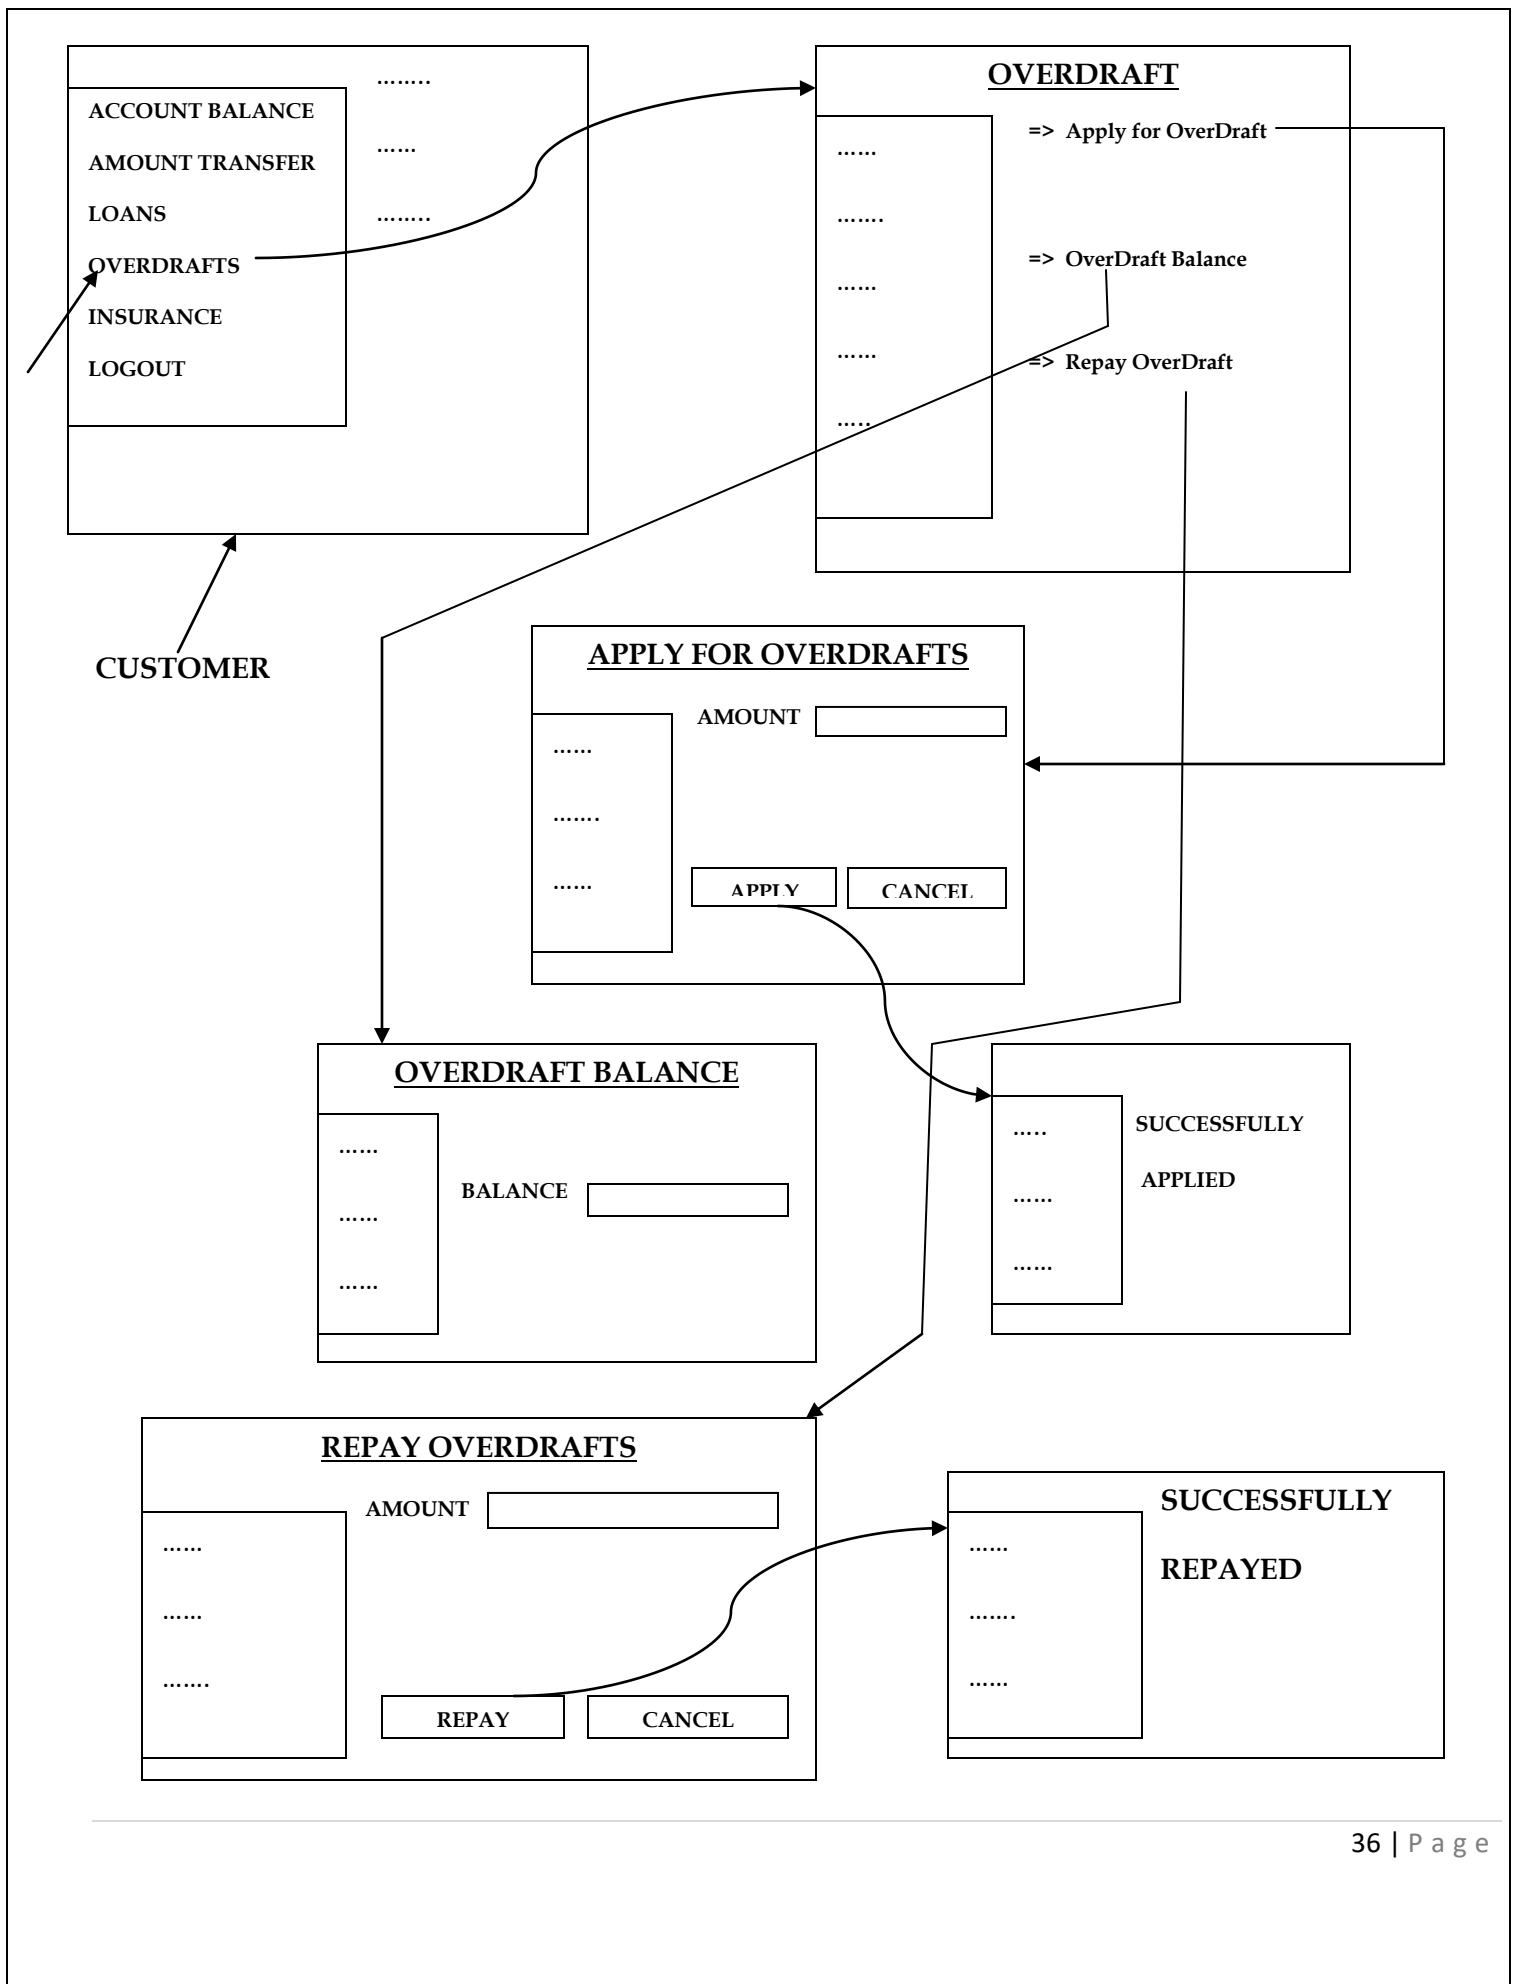 ……..
ACCOUNT BALANCE
……
AMOUNT TRANSFER
LOANS
……..
OVERDRAFTS
INSURANCE
LOGOUT
CUSTOMER
OVERDRAFT
=> Apply for OverDraft
……
…….
=> OverDraft Balance
……
……
=> Repay OverDraft
…..
APPLY FOR OVERDRAFTS
AMOUNT
……
…….
……
APPLY
CANCEL
OVERDRAFT BALANCE
……
BALANCE
……
……
…..
SUCCESSFULLY
APPLIED
……
……
REPAY OVERDRAFTS
AMOUNT
……
……
…….
REPAY
CANCEL
SUCCESSFULLY
……
REPAYED
…….
……
36 | Page